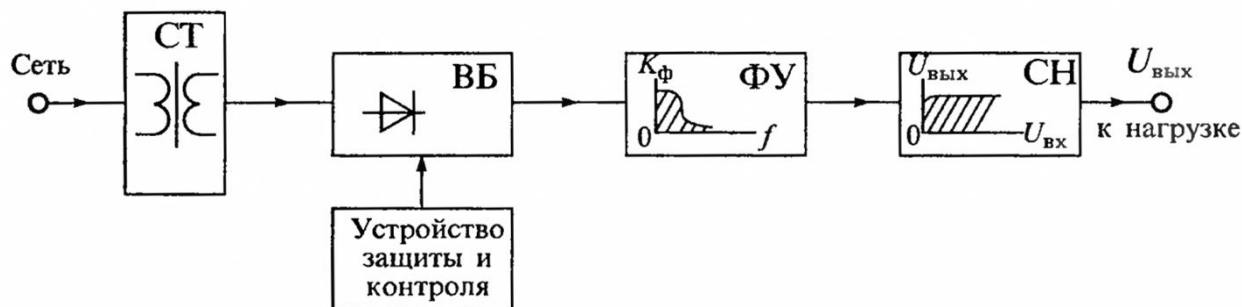 Сеть
СТ
ВБ
Устройство
защиты и
контроля
Kф
ФУ
0
f
Uвых
СН
0
Uвх
Uвых
к нагрузке